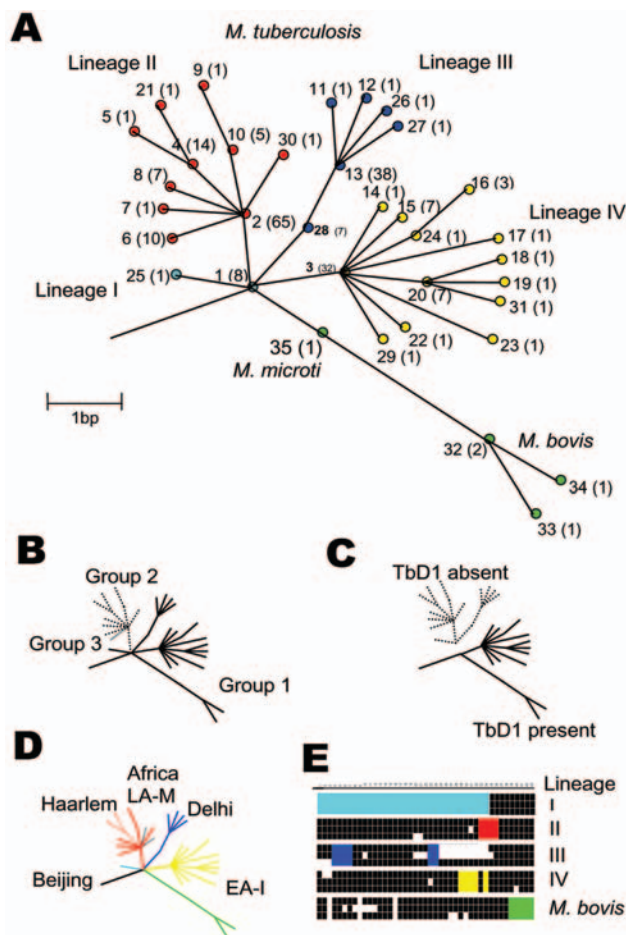 A
M. tuberculosis
Lineage II
9 (1)
Lineage III
21 (1)
11 (1)
12 (1)
5 (1)
26 (1)
27 (1)
4 (14)
10 (5)
30 (1)
13 (38)
8 (7)
14 (1)
16 (3)
15 (7)
Lineage IV
7 (1)
2 (65)
28 (7)
24 (1)
17 (1)
6 (10)
18 (1)
25 (1)
1 (8)
3 (32)
20 (7)
19 (1)
Lineage I
31 (1)
22 (1)
23 (1)
29 (1)
35 (1)
M. microti
1bp
M. bovis
32 (2)
34 (1)
33 (1)
B
Group 2
Group 3
Group 1
C
TbD1 absent
TbD1 present
D
Africa
LA-M
Haarlem
Delhi
Beijing
EA-I
E
Lineage
I
II
III
IV
M. bovis